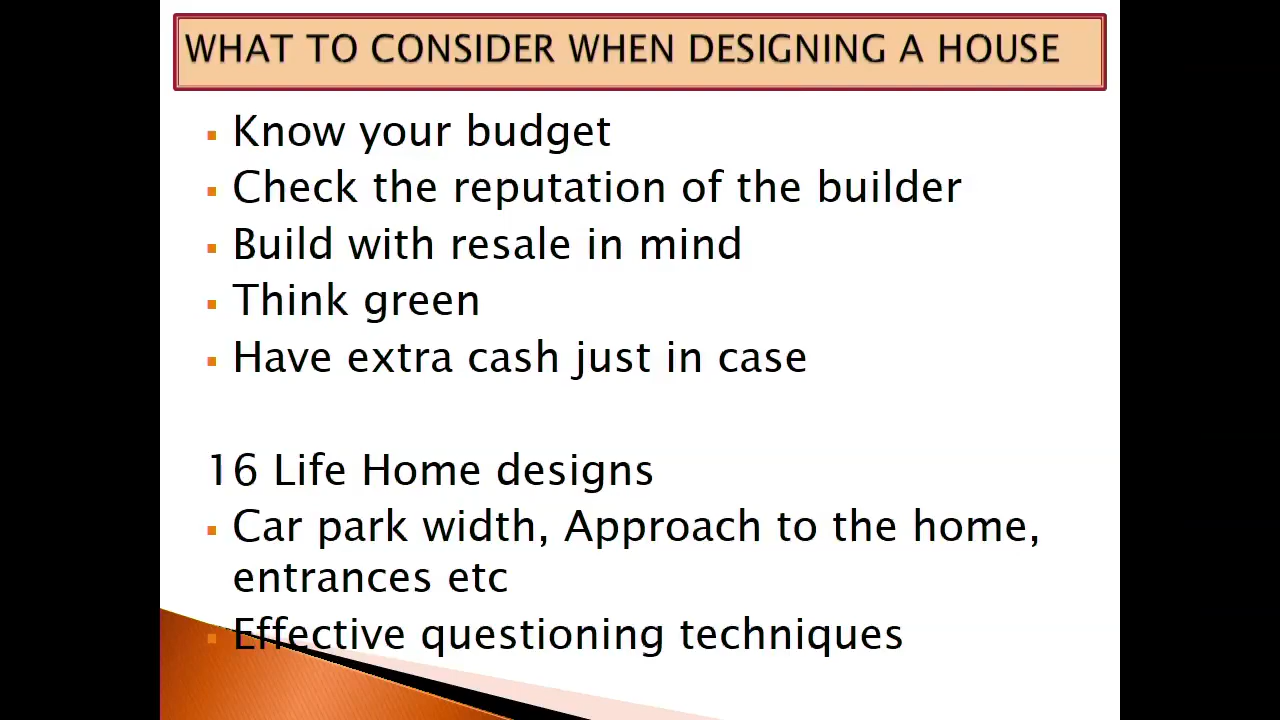 WHAT TO CONSIDER WHEN DESIGNING A HOUSE
Know your budget
Check the reputation of the builder
Build with resale in mind
Think green
Have extra cash just in case
16 Life Home designs
Car park width, Approach to the home,
entrances etc
Effective questioning techniques